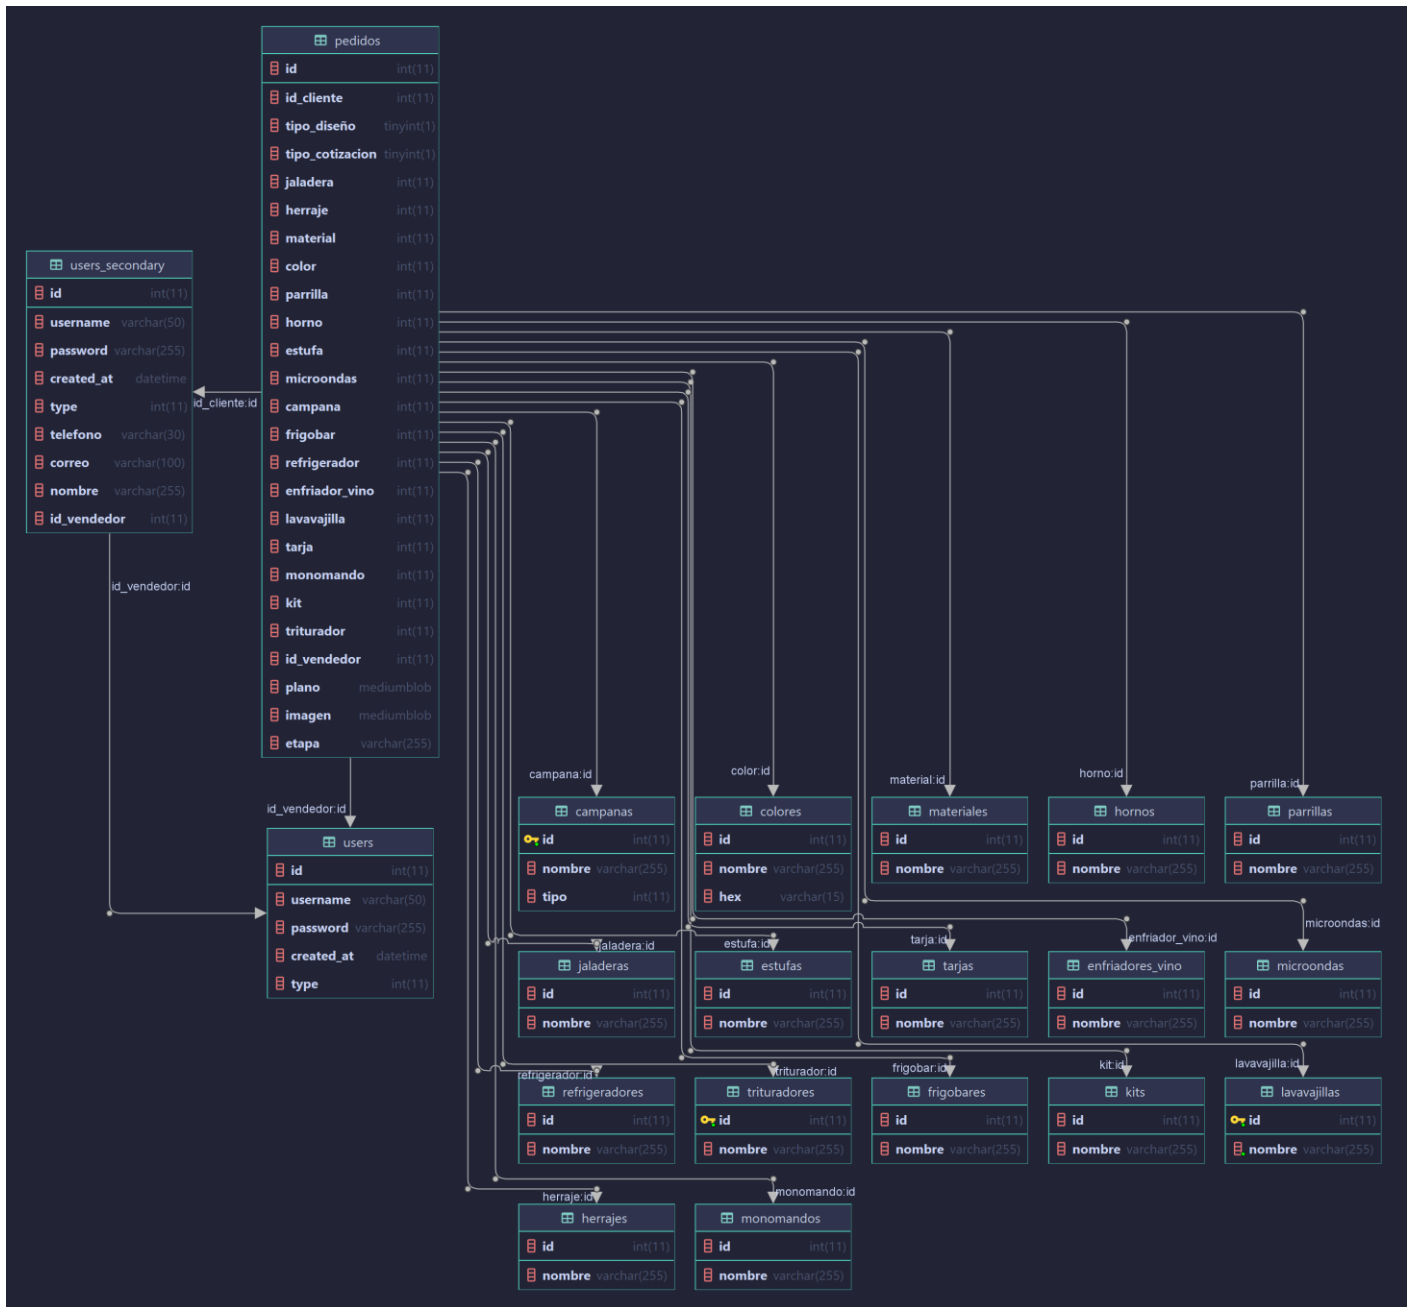 pedidos
id int(11)
id_cliente int(11)
tipo_diseño tinyint(1)
tipo_cotizacion tinyint(1)
jaladera int(11)
herraje int(11)
material int(11)
color int(11)
parrilla int(11)
horno int(11)
estufa int(11)
microondas int(11)
campana int(11)
frigobar int(11)
refrigerador int(11)
enfriador_vino int(11)
lavavajilla int(11)
tarja int(11)
monomando int(11)
kit int(11)
triturador int(11)
id_vendedor int(11)
plano mediumblob
imagen mediumblob
etapa varchar(255)
users_secondary
id int(11)
username varchar(50)
password varchar(255)
created_at datetime
type int(11)
telefono varchar(30)
correo varchar(100)
nombre varchar(255)
id_vendedor int(11)
id_cliente:id
id_vendedor:id
id_vendedor:id
users
id int(11)
username varchar(50)
password varchar(255)
created_at datetime
type int(11)
campana:id
color:id
material:id
horno:id
parrilla:id
campanas
id int(11)
nombre varchar(255)
tipo int(11)
colores
id int(11)
nombre varchar(255)
hex varchar(15)
materiales
id int(11)
nombre varchar(255)
hornos
id int(11)
nombre varchar(255)
parrillas
id int(11)
nombre varchar(255)
jaladera:id
estufa:id
tarja:id
enfriador_vino:id
microondas:id
jaladeras
id int(11)
nombre varchar(255)
estufas
id int(11)
nombre varchar(255)
tarjas
id int(11)
nombre varchar(255)
enfriadores_vino
id int(11)
nombre varchar(255)
microondas
id int(11)
nombre varchar(255)
refrigerador:id
triturador:id
frigobar:id
kit:id
lavavajilla:id
refrigeradores
id int(11)
nombre varchar(255)
trituradores
id int(11)
nombre varchar(255)
frigobares
id int(11)
nombre varchar(255)
kits
id int(11)
nombre varchar(255)
lavavajillas
id int(11)
nombre varchar(255)
herraje:id
monomando:id
herrajes
id int(11)
nombre varchar(255)
monomandos
id int(11)
nombre varchar(255)